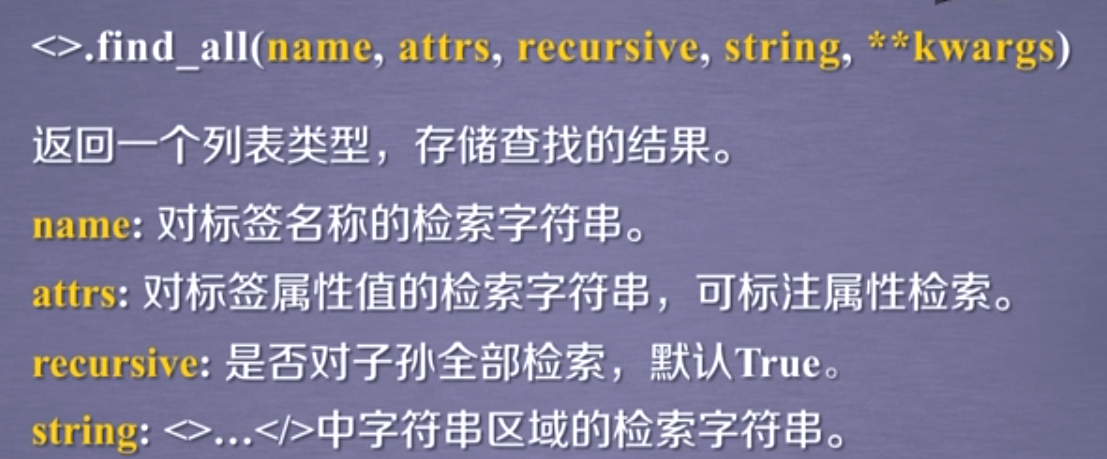 <>.find_all(name, attrs, recursive, string, **kwargs)
返回一个列表类型，存储查找的结果。
name: 对标签名称的检索字符串。
attrs: 对标签属性值的检索字符串，可标注属性检索。
recursive: 是否对子孙全部检索，默认True。
string: <>…</>中字符串区域的检索字符串。